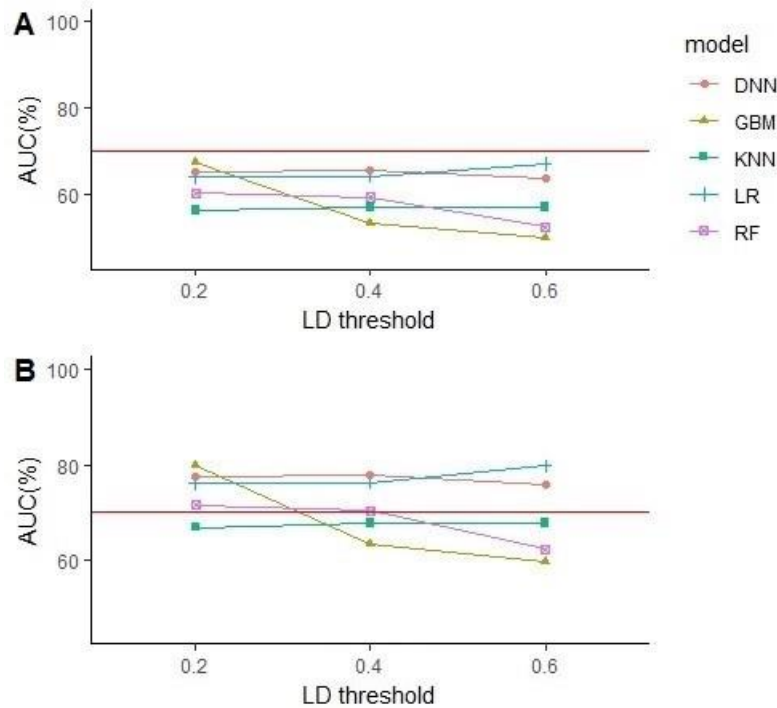 A
100
80
60
AUC(%)
0.2 0.4 0.6
LD threshold
model
DNN
GBM
KNN
LR
RF
B
100
80
60
AUC(%)
0.2 0.4 0.6
LD threshold